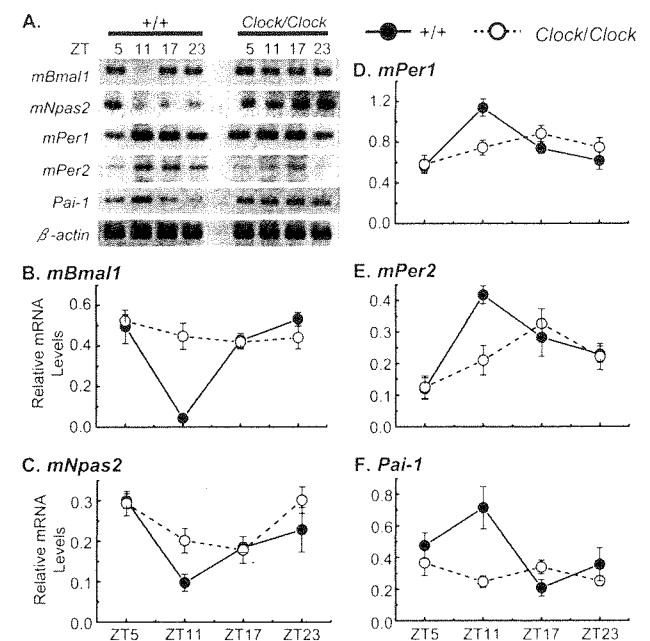 A.
+/+ Clock/Clock
ZT 5 11 17 23 5 11 17 23
mBmal1
mNpas2
mPer1
mPer2
Pai-1
β-actin
+/+ Clock/Clock
D. mPer1
1.2
0.8
0.4
0.0
B. mBmal1
Relative mRNA
Levels
0.6
0.4
0.2
0.0
E. mPer2
0.4
0.3
0.2
0.1
0.0
C. mNpas2
Relative mRNA
Levels
0.3
0.2
0.1
0.0
ZT5 ZT11 ZT17 ZT23
F. Pai-1
0.8
0.6
0.4
0.2
0.0
ZT5 ZT11 ZT17 ZT23